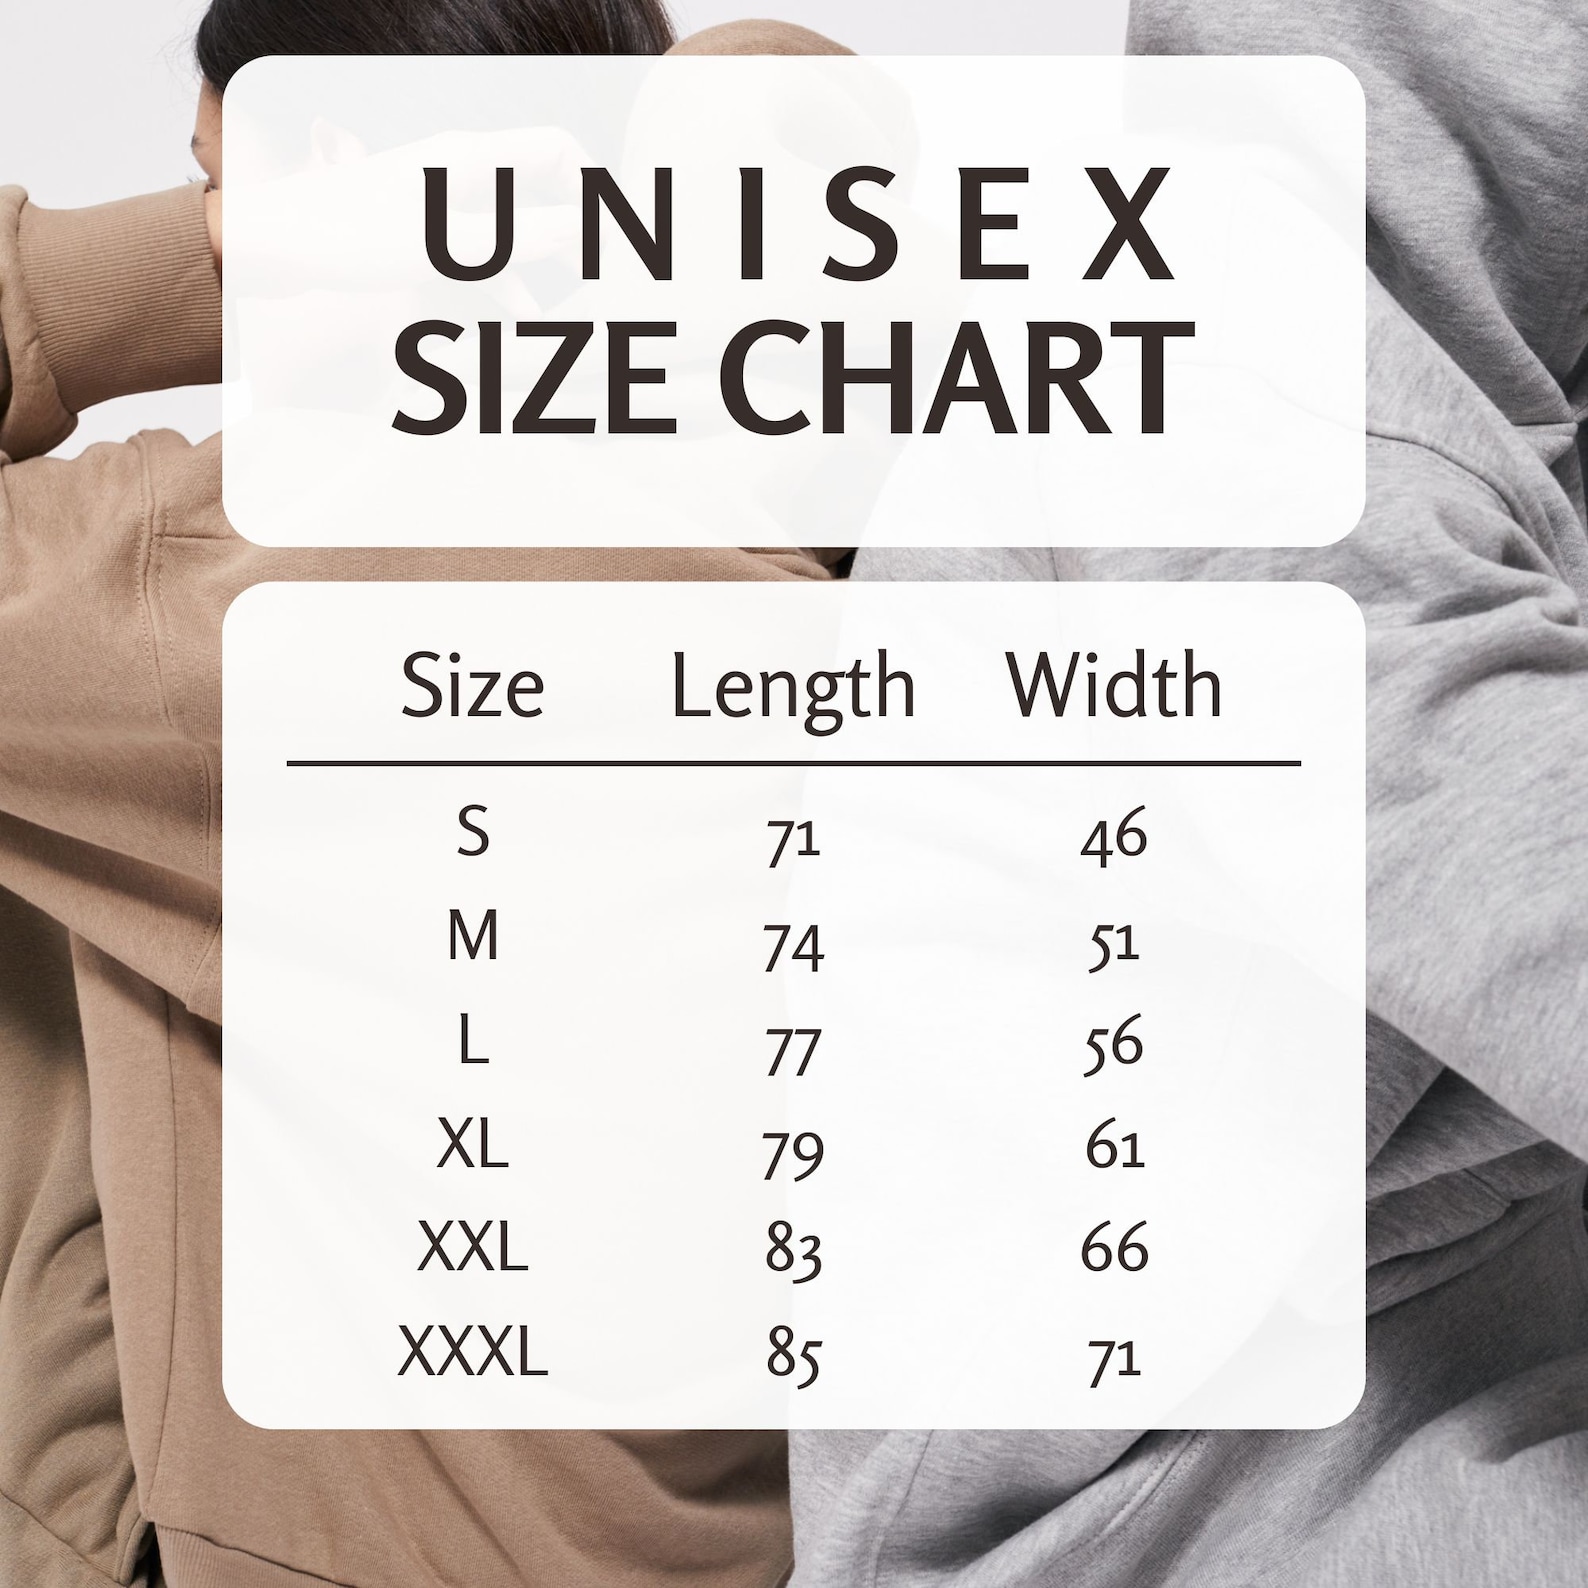 UNISEX
SIZE CHART
Size Length Width
S 71 46
M 74 51
L 77 56
XL 79 61
XXL 83 66
XXXL 85 71